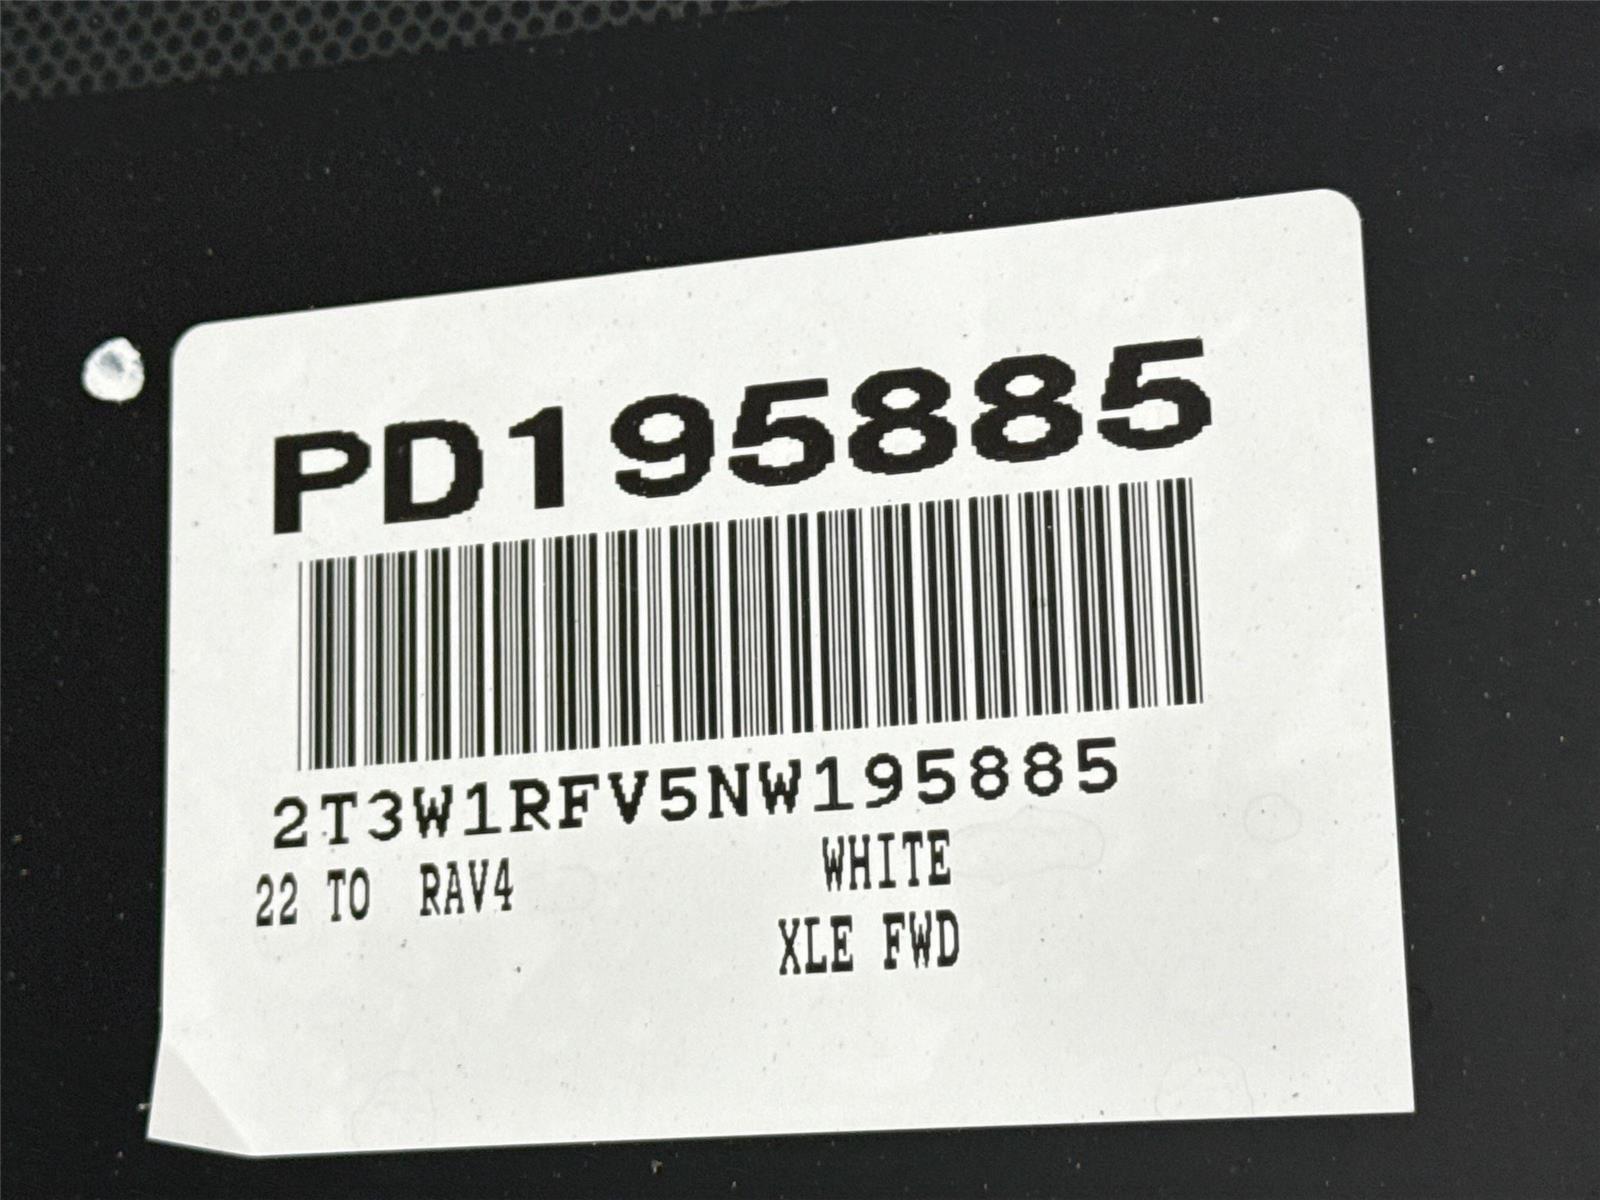 PD195885
2T3W1RFV5NW195885
22 TO RAV4 WHITE
XLE FWD